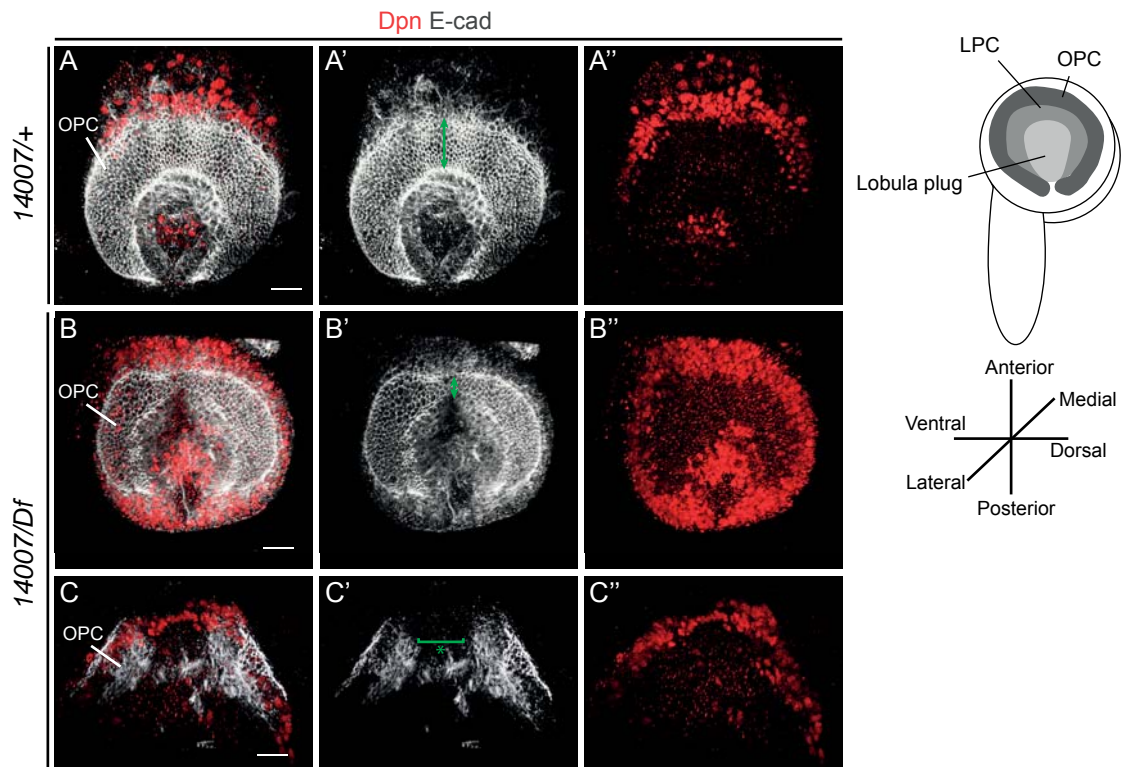 Dpn E-cad
14007/+
A
A'
A''
OPC
14007/Df
B
B'
B''
OPC
C
C'
C''
OPC
*
LPC
OPC
Lobula plug
Anterior
Medial
Ventral
Dorsal
Lateral
Posterior